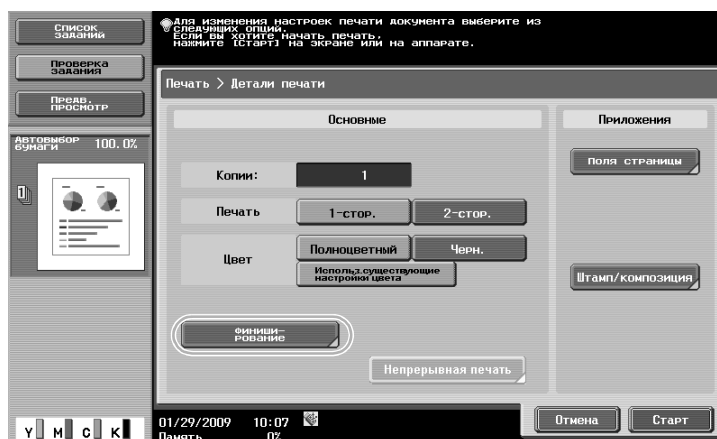 Список
заданий
Для изменения настроек печати документа выберите из
следующих опций.
Если вы хотите начать печать,
нажмите [Старт] на экране или на аппарате.
Проверка
задания
Предв.
просмотр
Автовыбор
бумаги 100.0%
1
Печать > Детали печати
Основные
Приложения
Копии: 1
Поля страницы
Печать 1-стор. 2-стор.
Цвет Полноцветный Черн.
Использ.существующие
настройки цвета
Штамп/композиция
Финиши-
рование
Непрерывная печать
Отмена Старт
01/29/2009 10:07
Память 0%
Y M C K